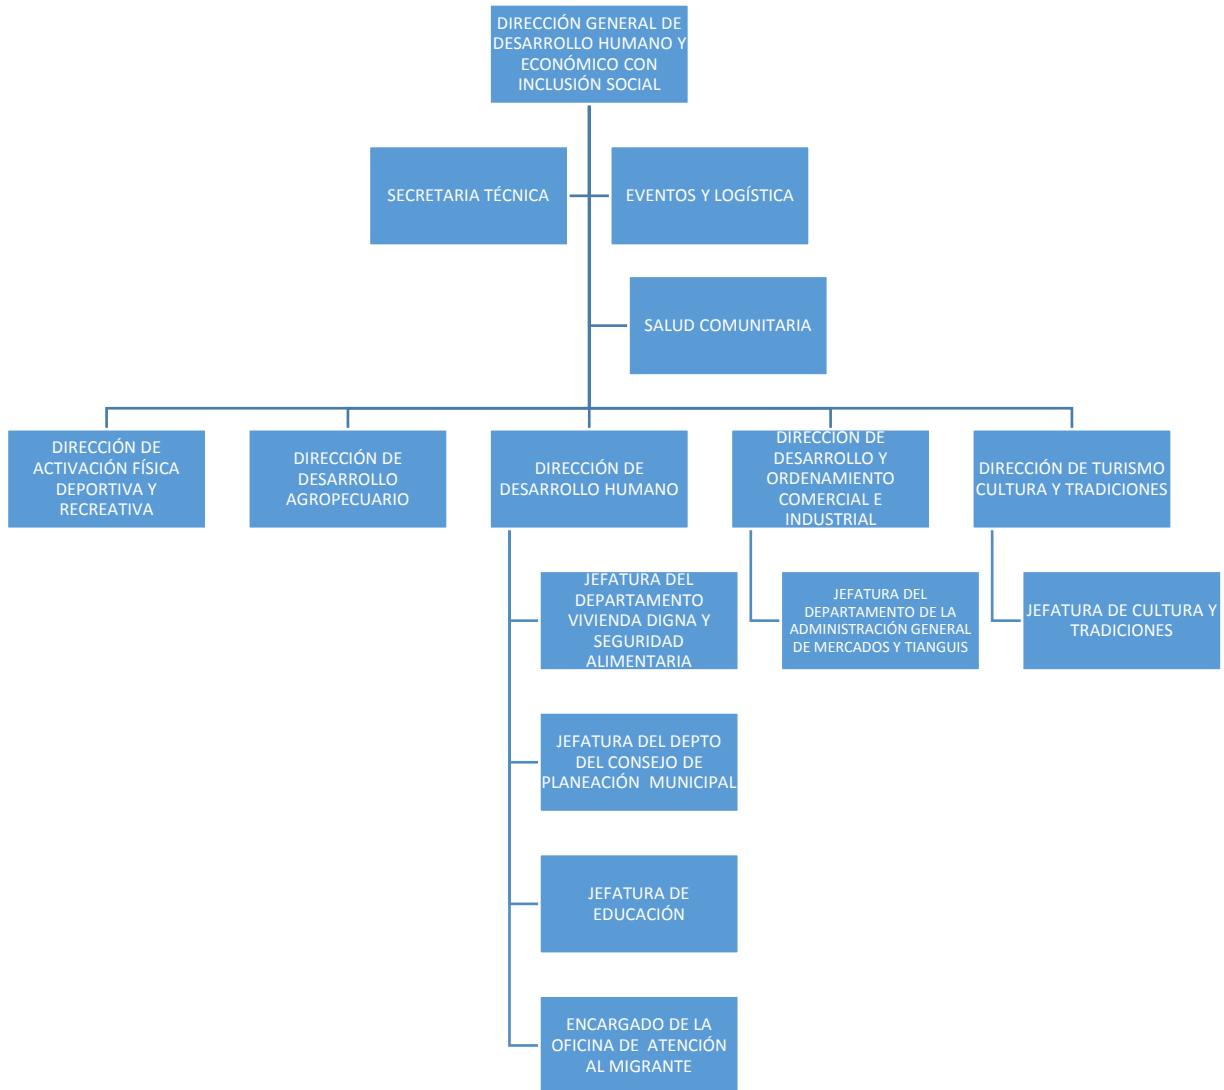 DIRECCIÓN GENERAL DE
DESARROLLO HUMANO Y
ECONÓMICO CON
INCLUSIÓN SOCIAL
SECRETARIA TÉCNICA
EVENTOS Y LOGÍSTICA
SALUD COMUNITARIA
DIRECCIÓN DE
ACTIVACIÓN FÍSICA
DEPORTIVA Y
RECREATIVA
DIRECCIÓN DE
DESARROLLO
AGROPECUARIO
DIRECCIÓN DE
DESARROLLO HUMANO
DIRECCIÓN DE
DESARROLLO Y
ORDENAMIENTO
COMERCIAL E
INDUSTRIAL
DIRECCIÓN DE TURISMO
CULTURA Y TRADICIONES
JEFATURA DEL
DEPARTAMENTO
VIVIENDA DIGNA Y
SEGURIDAD
ALIMENTARIA
JEFATURA DEL
DEPARTAMENTO DE LA
ADMINISTRACIÓN GENERAL
DE MERCADOS Y TIANGUIS
JEFATURA DE CULTURA Y
TRADICIONES
JEFATURA DEL DEPTO
DEL CONSEJO DE
PLANEACIÓN MUNICIPAL
JEFATURA DE
EDUCACIÓN
ENCARGADO DE LA
OFICINA DE ATENCIÓN
AL MIGRANTE